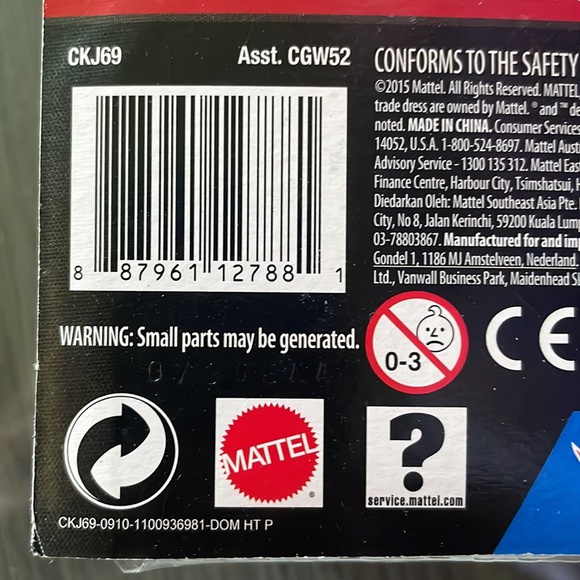 CKJ69 Asst. CGW52
8 87961 12788 1
CONFORMS TO THE SAFETY
©2015 Mattel. All Rights Reserved. MATTEL
trade dress are owned by Mattel. ® and ™ de
noted. MADE IN CHINA. Consumer Services
14052, U.S.A. 1-800-524-8697. Mattel Aust
Advisory Service - 1300 135 312. Mattel East
Finance Centre, Harbour City, Tsimshatsui, H
Diedarkan Oleh: Mattel Southeast Asia Pte.
City, No 8, Jalan Kerinchi, 59200 Kuala Lump
03-78803867. Manufactured for and imp
Gondel 1, 1186 MJ Amstelveen, Nederland.
Ltd., Vanwall Business Park, Maidenhead SL
WARNING: Small parts may be generated.
0-3
CE
MATTEL
®
?
service.mattel.com
CKJ69-0910-1100936981-DOM HT P